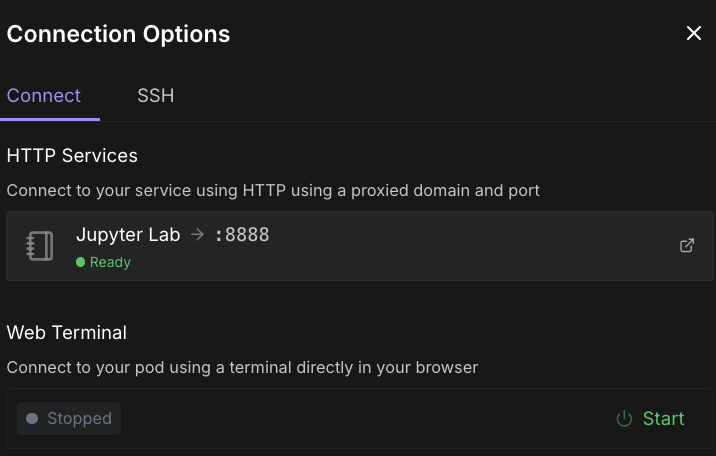 Connection Options
Connect SSH
HTTP Services
Connect to your service using HTTP using a proxied domain and port
Jupyter Lab → :8888
Ready
Web Terminal
Connect to your pod using a terminal directly in your browser
Stopped Start